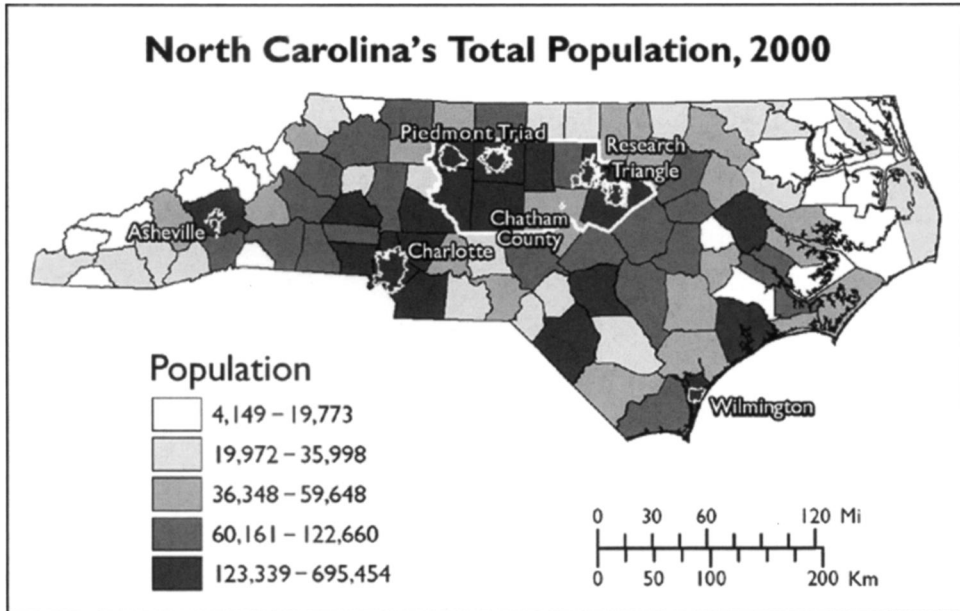 North Carolina's Total Population, 2000
Piedmont Triad
Research
Triangle
Asheville
Chatham
County
Charlotte
Wilmington
Population
4,149 – 19,773
19,972 – 35,998
36,348 – 59,648
60,161 – 122,660
123,339 – 695,454
0 30 60 120 Mi
0 50 100 200 Km